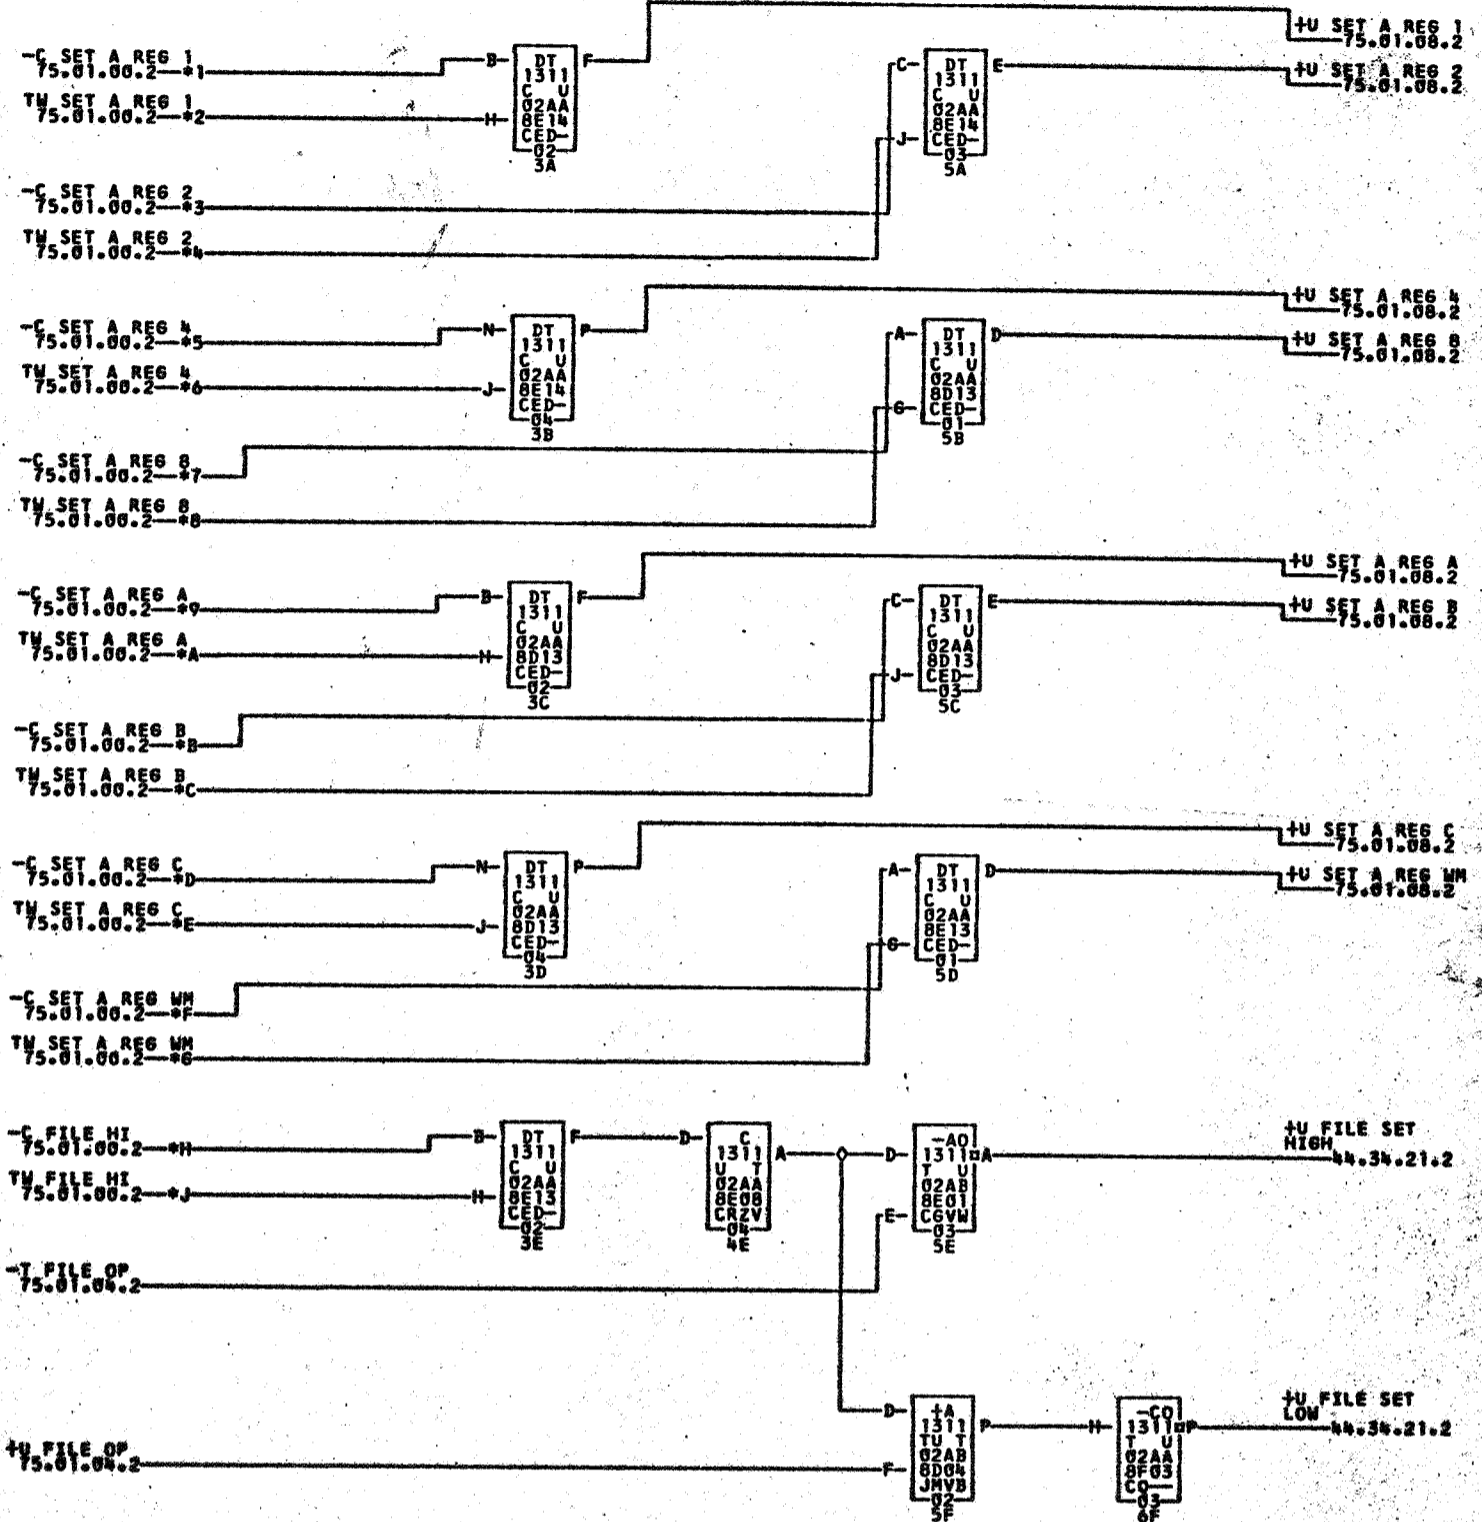 -C SET A REG 1
75.01.00.2—*1
TW SET A REG 1
75.01.00.2—*2
B
DT
1311
C U
02AA
8E14
CED-
02
3A
F
H
+U SET A REG 1
75.01.08.2
-C SET A REG 2
75.01.00.2—*3
TW SET A REG 2
75.01.00.2—*4
C
DT
1311
C U
02AA
8E14
CED-
03
5A
E
J
+U SET A REG 2
75.01.08.2
-C SET A REG 4
75.01.00.2—*5
TW SET A REG 4
75.01.00.2—*6
N
DT
1311
C U
02AA
8E14
CED-
04
3B
P
J
+U SET A REG 4
75.01.08.2
-C SET A REG 8
75.01.00.2—*7
TW SET A REG 8
75.01.00.2—*8
A
DT
1311
C U
02AA
8D13
CED-
01
5B
D
G
+U SET A REG 8
75.01.08.2
-C SET A REG A
75.01.00.2—*9
TW SET A REG A
75.01.00.2—*A
B
DT
1311
C U
02AA
8D13
CED-
02
3C
F
H
+U SET A REG A
75.01.08.2
-C SET A REG B
75.01.00.2—*B
TW SET A REG B
75.01.00.2—*C
C
DT
1311
C U
02AA
8D13
CED-
03
5C
E
J
+U SET A REG B
75.01.08.2
-C SET A REG C
75.01.00.2—*D
TW SET A REG C
75.01.00.2—*E
N
DT
1311
C U
02AA
8D13
CED-
04
3D
P
J
+U SET A REG C
75.01.08.2
-C SET A REG WM
75.01.00.2—*F
TW SET A REG WM
75.01.00.2—*G
A
DT
1311
C U
02AA
8E13
CED-
01
5D
D
G
+U SET A REG WM
75.01.08.2
-C FILE HI
75.01.00.2—*H
TW FILE HI
75.01.00.2—*J
B
DT
1311
C U
02AA
8E13
CED-
02
3E
F
H
D
C
1311
U T
02AA
8E08
CRZV
04
4E
A
D
-AO
1311
T U
02AB
8E01
CGVW
03
5E
A
E
+U FILE SET
HIGH
44.34.21.2
-T FILE OP
75.01.04.2
+U FILE OP
75.01.04.2
D
+A
1311
TU T
02AB
8D04
JMVB
02
5F
P
F
H
-CO
1311
T U
02AA
8F03
CQ--
03
6F
P
+U FILE SET
LOW
44.34.21.2